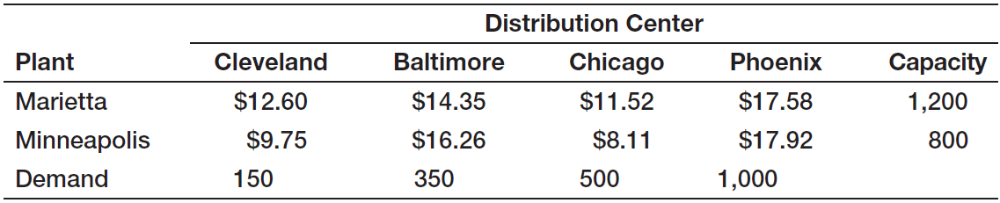 Distribution Center
Plant Cleveland Baltimore Chicago Phoenix Capacity
Marietta $12.60 $14.35 $11.52 $17.58 1,200
Minneapolis $9.75 $16.26 $8.11 $17.92 800
Demand 150 350 500 1,000